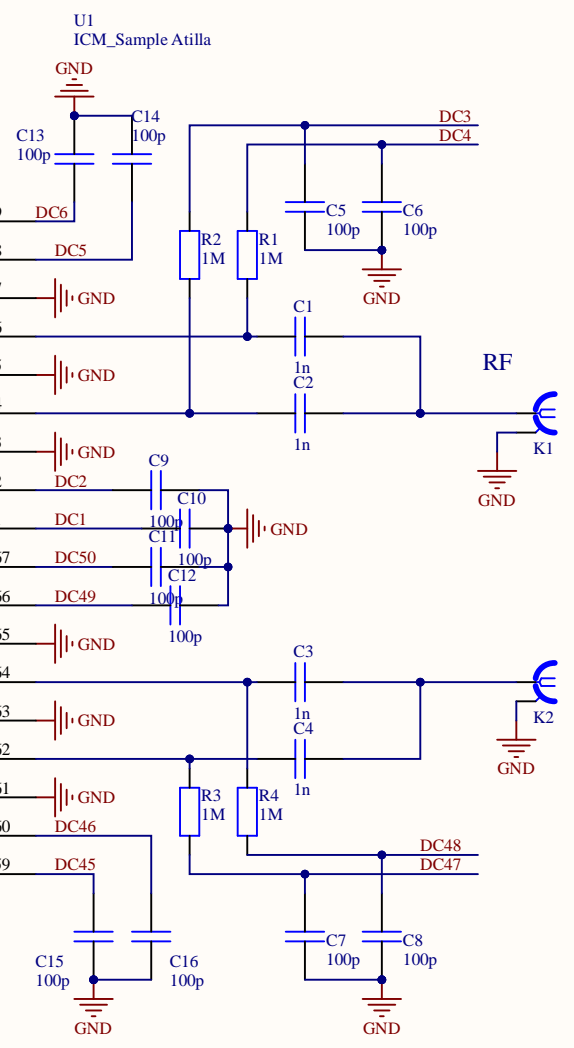 U1
ICM_Sample Atilla
GND
C13
100p
C14
100p
DC3
DC4
DC6
C5
100p
C6
100p
DC5
R2
1M
R1
1M
GND
GND
C1
1n
GND
RF
C2
1n
K1
GND
C9
DC2
100p
GND
C10
DC1
GND
C11
100p
DC50
C12
DC49
100p
100p
GND
C3
1n
K2
GND
C4
1n
GND
GND
R3
1M
R4
1M
DC46
DC48
DC45
DC47
C15
100p
C16
100p
C7
100p
C8
100p
GND
GND